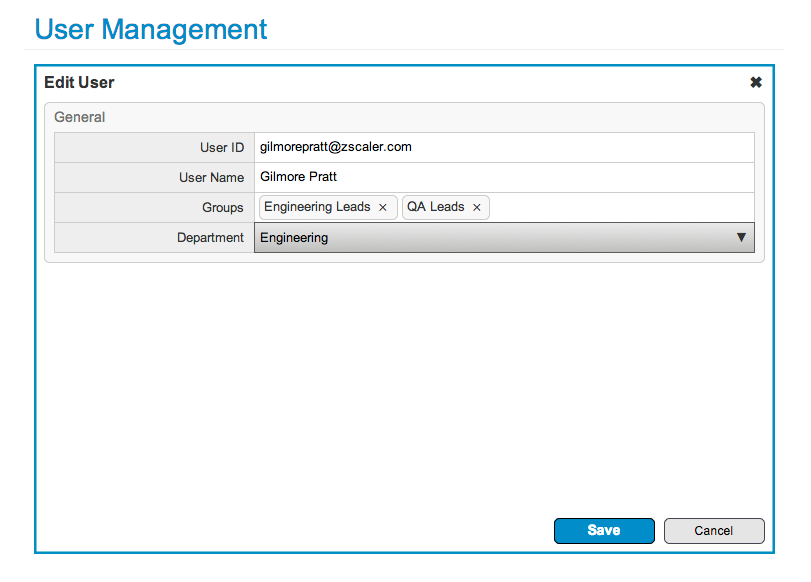 User Management
Edit User
General
User ID gilmorepratt@zscaler.com
User Name Gilmore Pratt
Groups Engineering Leads QA Leads
Department Engineering
Save Cancel